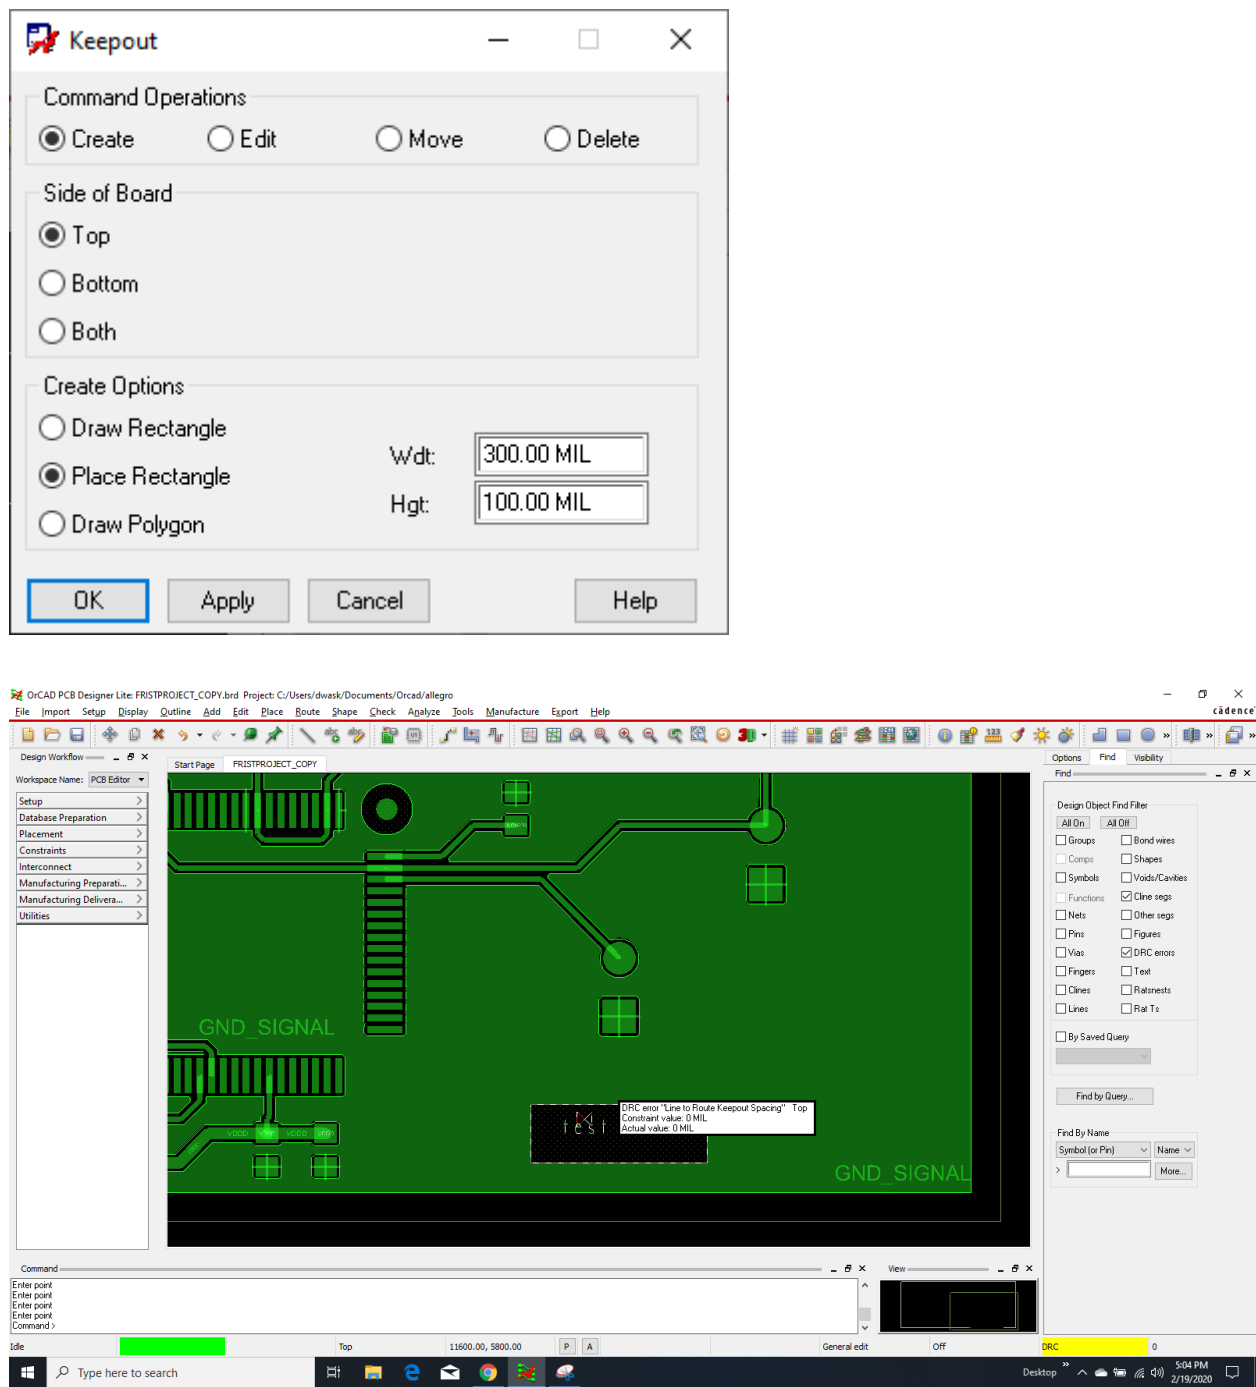 Keepout
Command Operations
Create Edit Move Delete
Side of Board
Top
Bottom
Both
Create Options
Draw Rectangle
Place Rectangle
Draw Polygon
Wdt: 300.00 MIL
Hgt: 100.00 MIL
OK Apply Cancel Help
OrCAD PCB Designer Lite: FRISTPROJECT_COPY.brd Project: C:/Users/dwask/Documents/Orcad/allegro
File Import Setup Display Outline Add Edit Place Route Shape Check Analyze Tools Manufacture Export Help
cādence
Design Workflow
Workspace Name: PCB Editor
Setup
Database Preparation
Placement
Constraints
Interconnect
Manufacturing Preparati...
Manufacturing Delivera...
Utilities
Start Page FRISTPROJECT_COPY
GND_SIGNAL
VDDD VDDD
test
DRC error "Line to Route Keepout Spacing" Top
Constraint value: 0 MIL
Actual value: 0 MIL
GND_SIGNAL
Options Find Visibility
Find
Design Object Find Filter
All On All Off
Groups Bond wires
Comps Shapes
Symbols Voids/Cavities
Functions Cline segs
Nets Other segs
Pins Figures
Vias DRC errors
Fingers Text
Clines Ratsnests
Lines Rat Ts
By Saved Query
Find by Query...
Find By Name
Symbol (or Pin) Name
> More...
Command
Enter point
Enter point
Enter point
Enter point
Command >
View
Idle Top 11600.00, 5800.00 P A General edit Off DRC 0
Type here to search
Desktop
5:04 PM
2/19/2020